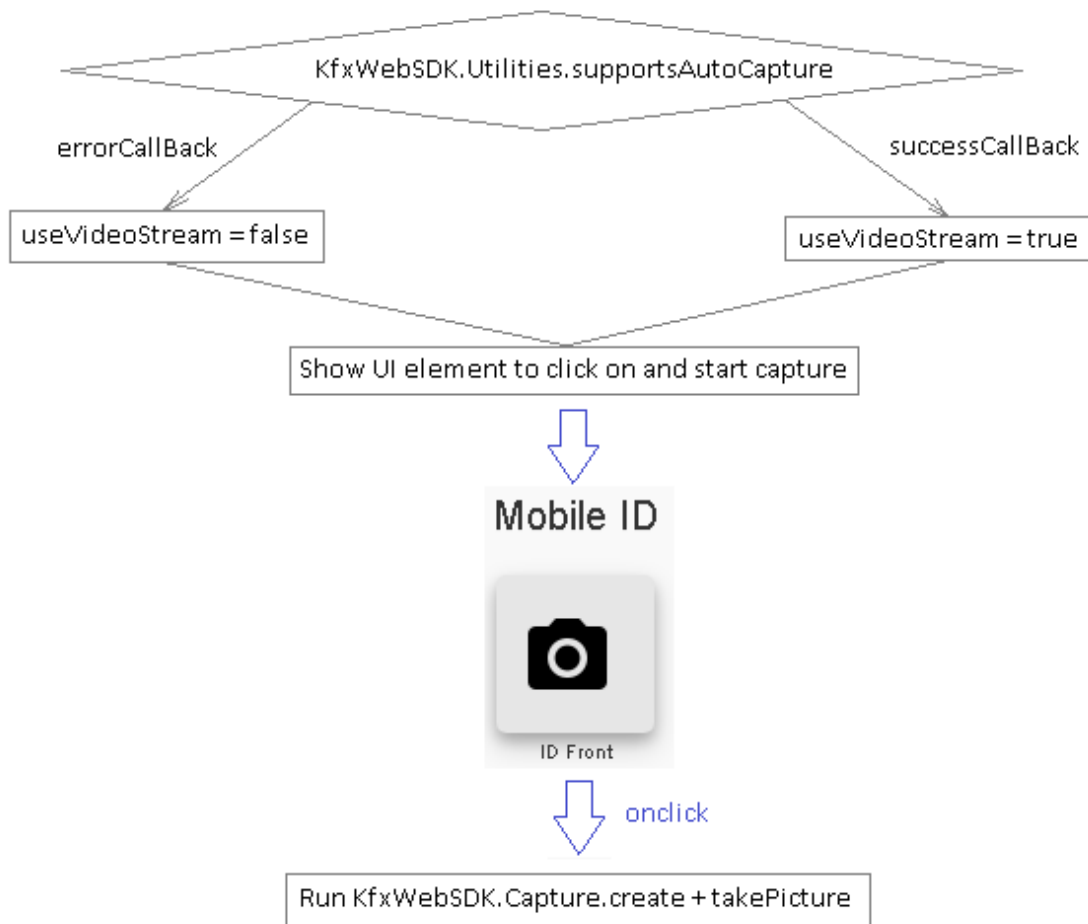 KfxWebSDK.Utilities.supportsAutoCapture
errorCallBack
successCallBack
useVideoStream = false
useVideoStream = true
Show UI element to click on and start capture
Mobile ID
ID Front
onclick
Run KfxWebSDK.Capture.create + takePicture